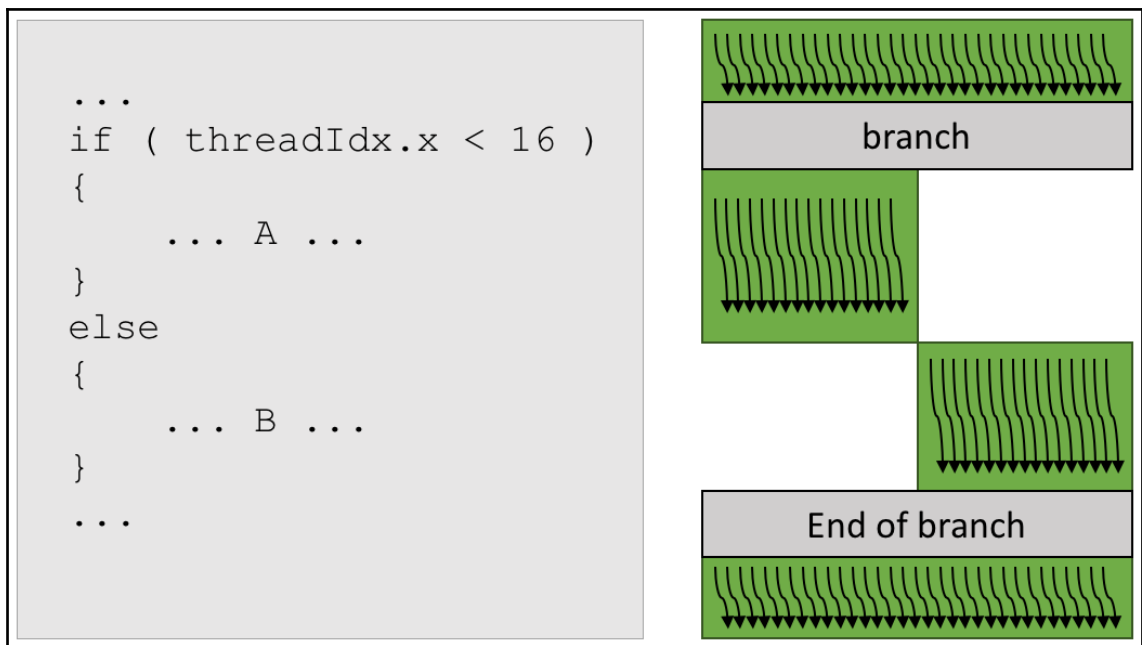 ...
if ( threadIdx.x < 16 )
{
... A ...
}
else
{
... B ...
}
...
branch
End of branch